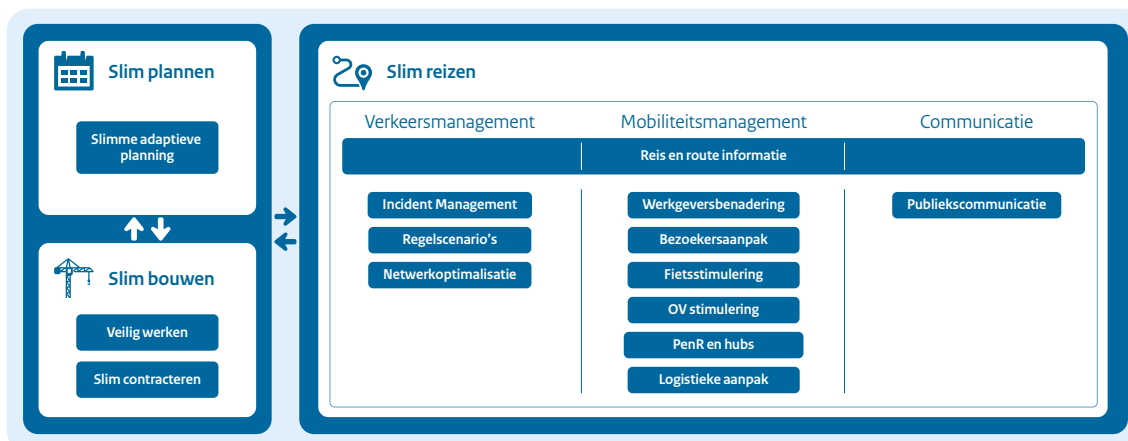 Slim plannen
Slimme adaptieve
planning
Slim bouwen
Veilig werken
Slim contracteren
Slim reizen
Verkeersmanagement
Mobiliteitsmanagement
Communicatie
Reis en route informatie
Incident Management
Regelscenario's
Netwerkoptimalisatie
Werkgeversbenadering
Bezoekersaanpak
Fietsstimulering
OV stimulering
PenR en hubs
Logistieke aanpak
Publiekscommunicatie